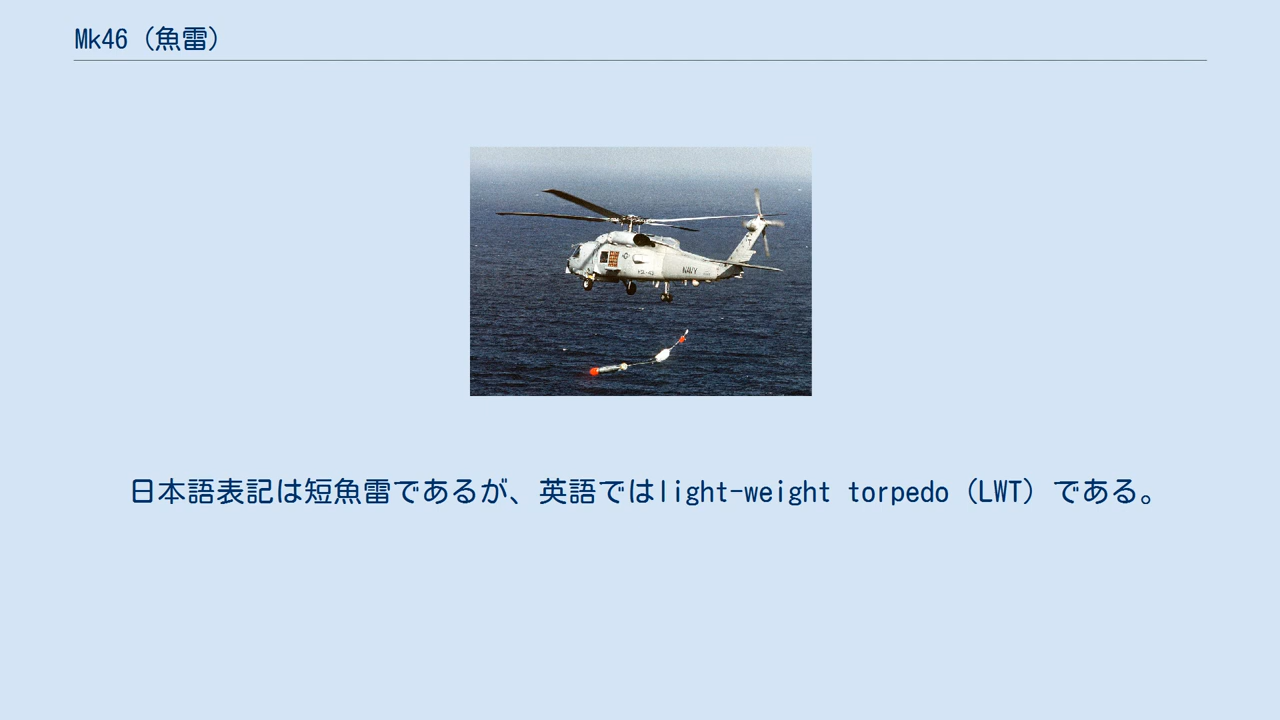 Mk46（魚雷）
NAVY
日本語表記は短魚雷であるが、英語ではlight-weight torpedo（LWT）である。